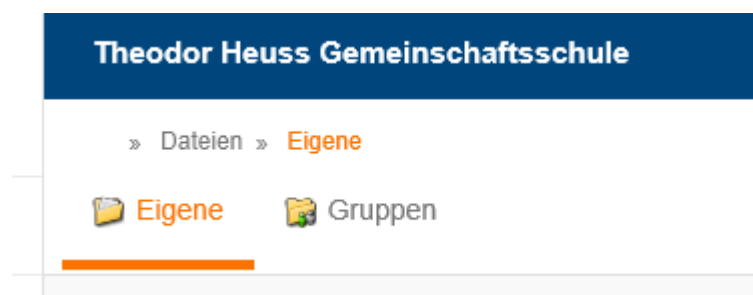 Theodor Heuss Gemeinschaftsschule
» Dateien » Eigene
Eigene Gruppen